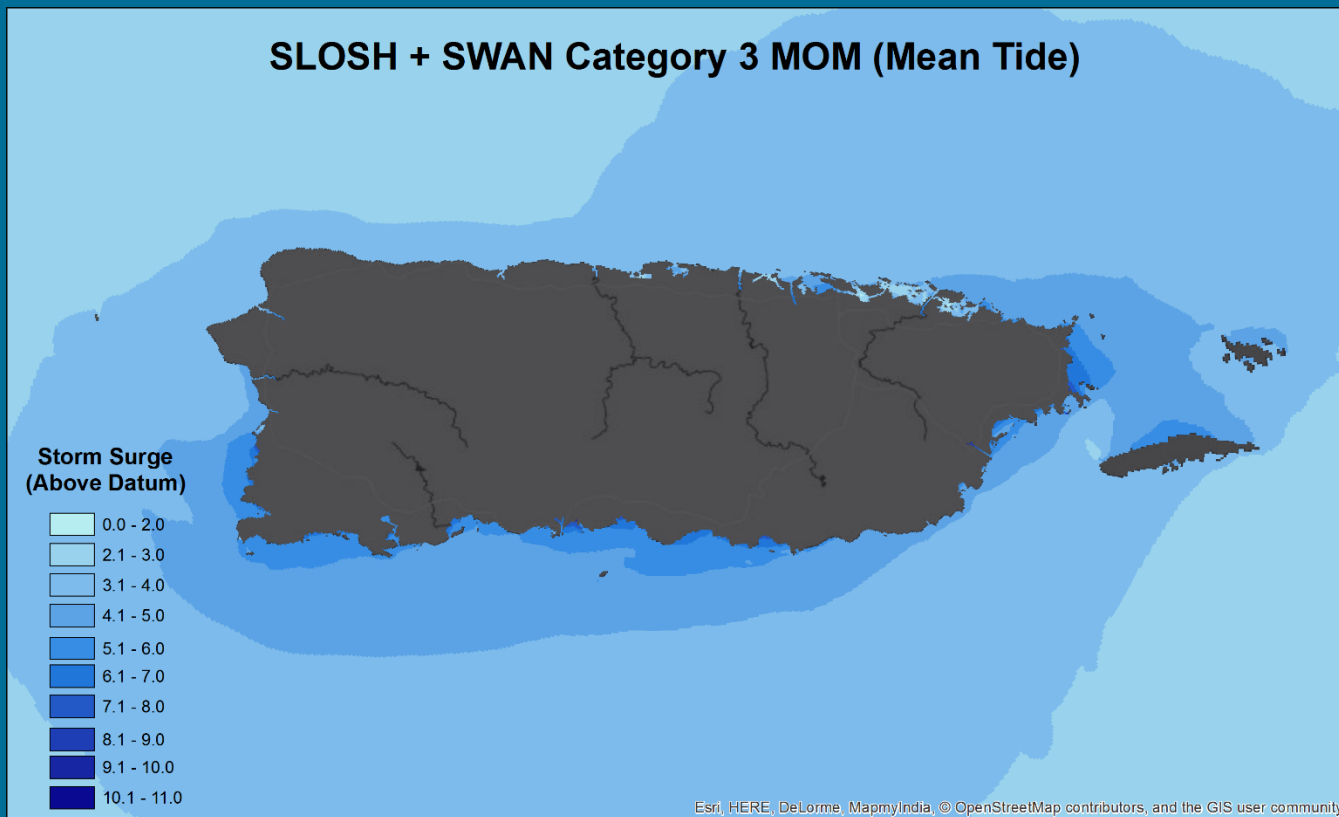 SLOSH + SWAN Category 3 MOM (Mean Tide)
Storm Surge
(Above Datum)
0.0 - 2.0
2.1 - 3.0
3.1 - 4.0
4.1 - 5.0
5.1 - 6.0
6.1 - 7.0
7.1 - 8.0
8.1 - 9.0
9.1 - 10.0
10.1 - 11.0
Esri, HERE, DeLorme, MapmyIndia, © OpenStreetMap contributors, and the GIS user community